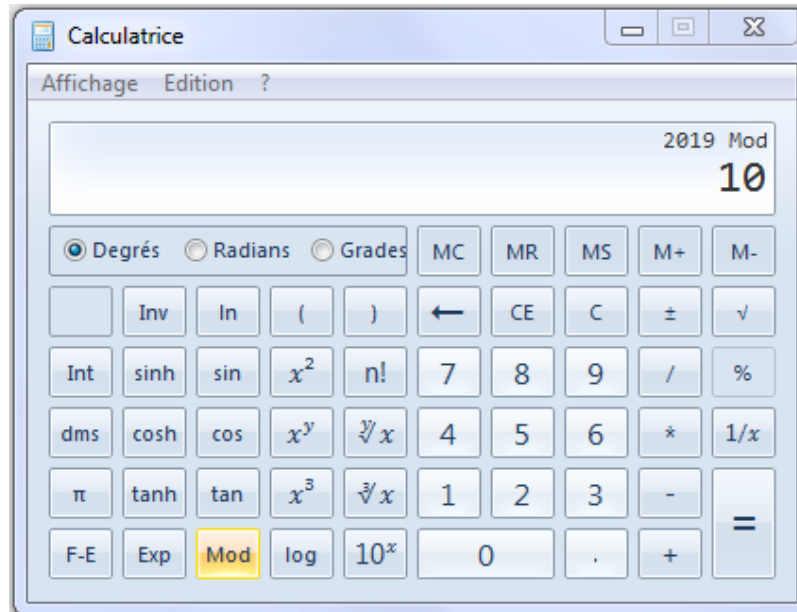 Calculatrice
Affichage Edition ?
2019 Mod
10
Degrés Radians Grades MC MR MS M+ M-
Inv ln ( ) ← CE C ± √
Int sinh sin x² n! 7 8 9 / %
dms cosh cos xʸ ʸ√x 4 5 6 * 1/x
π tanh tan x³ ³√x 1 2 3 - =
F-E Exp Mod log 10ˣ 0 . +